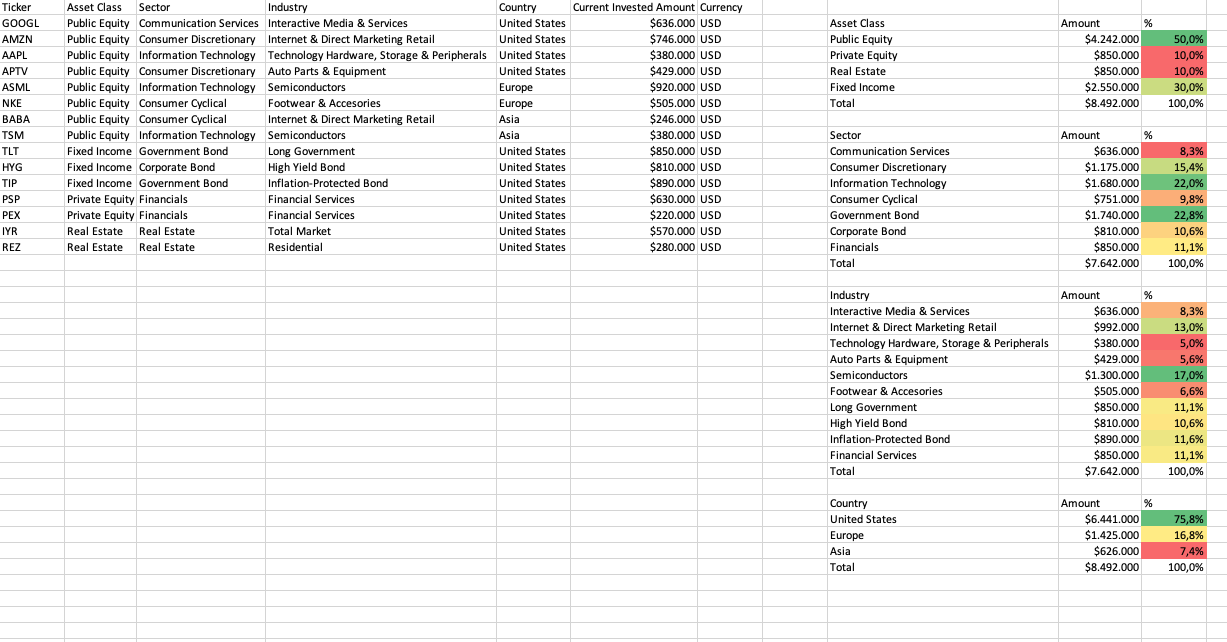 Ticker Asset Class Sector Industry Country Current Invested Amount Currency
GOOGL Public Equity Communication Services Interactive Media & Services United States $636.000 USD Asset Class Amount %
AMZN Public Equity Consumer Discretionary Internet & Direct Marketing Retail United States $746.000 USD Public Equity $4.242.000 50,0%
AAPL Public Equity Information Technology Technology Hardware, Storage & Peripherals United States $380.000 USD Private Equity $850.000 10,0%
APTV Public Equity Consumer Discretionary Auto Parts & Equipment United States $429.000 USD Real Estate $850.000 10,0%
ASML Public Equity Information Technology Semiconductors Europe $920.000 USD Fixed Income $2.550.000 30,0%
NKE Public Equity Consumer Cyclical Footwear & Accesories Europe $505.000 USD Total $8.492.000 100,0%
BABA Public Equity Consumer Cyclical Internet & Direct Marketing Retail Asia $246.000 USD
TSM Public Equity Information Technology Semiconductors Asia $380.000 USD Sector Amount %
TLT Fixed Income Government Bond Long Government United States $850.000 USD Communication Services $636.000 8,3%
HYG Fixed Income Corporate Bond High Yield Bond United States $810.000 USD Consumer Discretionary $1.175.000 15,4%
TIP Fixed Income Government Bond Inflation-Protected Bond United States $890.000 USD Information Technology $1.680.000 22,0%
PSP Private Equity Financials Financial Services United States $630.000 USD Consumer Cyclical $751.000 9,8%
PEX Private Equity Financials Financial Services United States $220.000 USD Government Bond $1.740.000 22,8%
IYR Real Estate Real Estate Total Market United States $570.000 USD Corporate Bond $810.000 10,6%
REZ Real Estate Real Estate Residential United States $280.000 USD Financials $850.000 11,1%
Total $7.642.000 100,0%
Industry Amount %
Interactive Media & Services $636.000 8,3%
Internet & Direct Marketing Retail $992.000 13,0%
Technology Hardware, Storage & Peripherals $380.000 5,0%
Auto Parts & Equipment $429.000 5,6%
Semiconductors $1.300.000 17,0%
Footwear & Accesories $505.000 6,6%
Long Government $850.000 11,1%
High Yield Bond $810.000 10,6%
Inflation-Protected Bond $890.000 11,6%
Financial Services $850.000 11,1%
Total $7.642.000 100,0%
Country Amount %
United States $6.441.000 75,8%
Europe $1.425.000 16,8%
Asia $626.000 7,4%
Total $8.492.000 100,0%